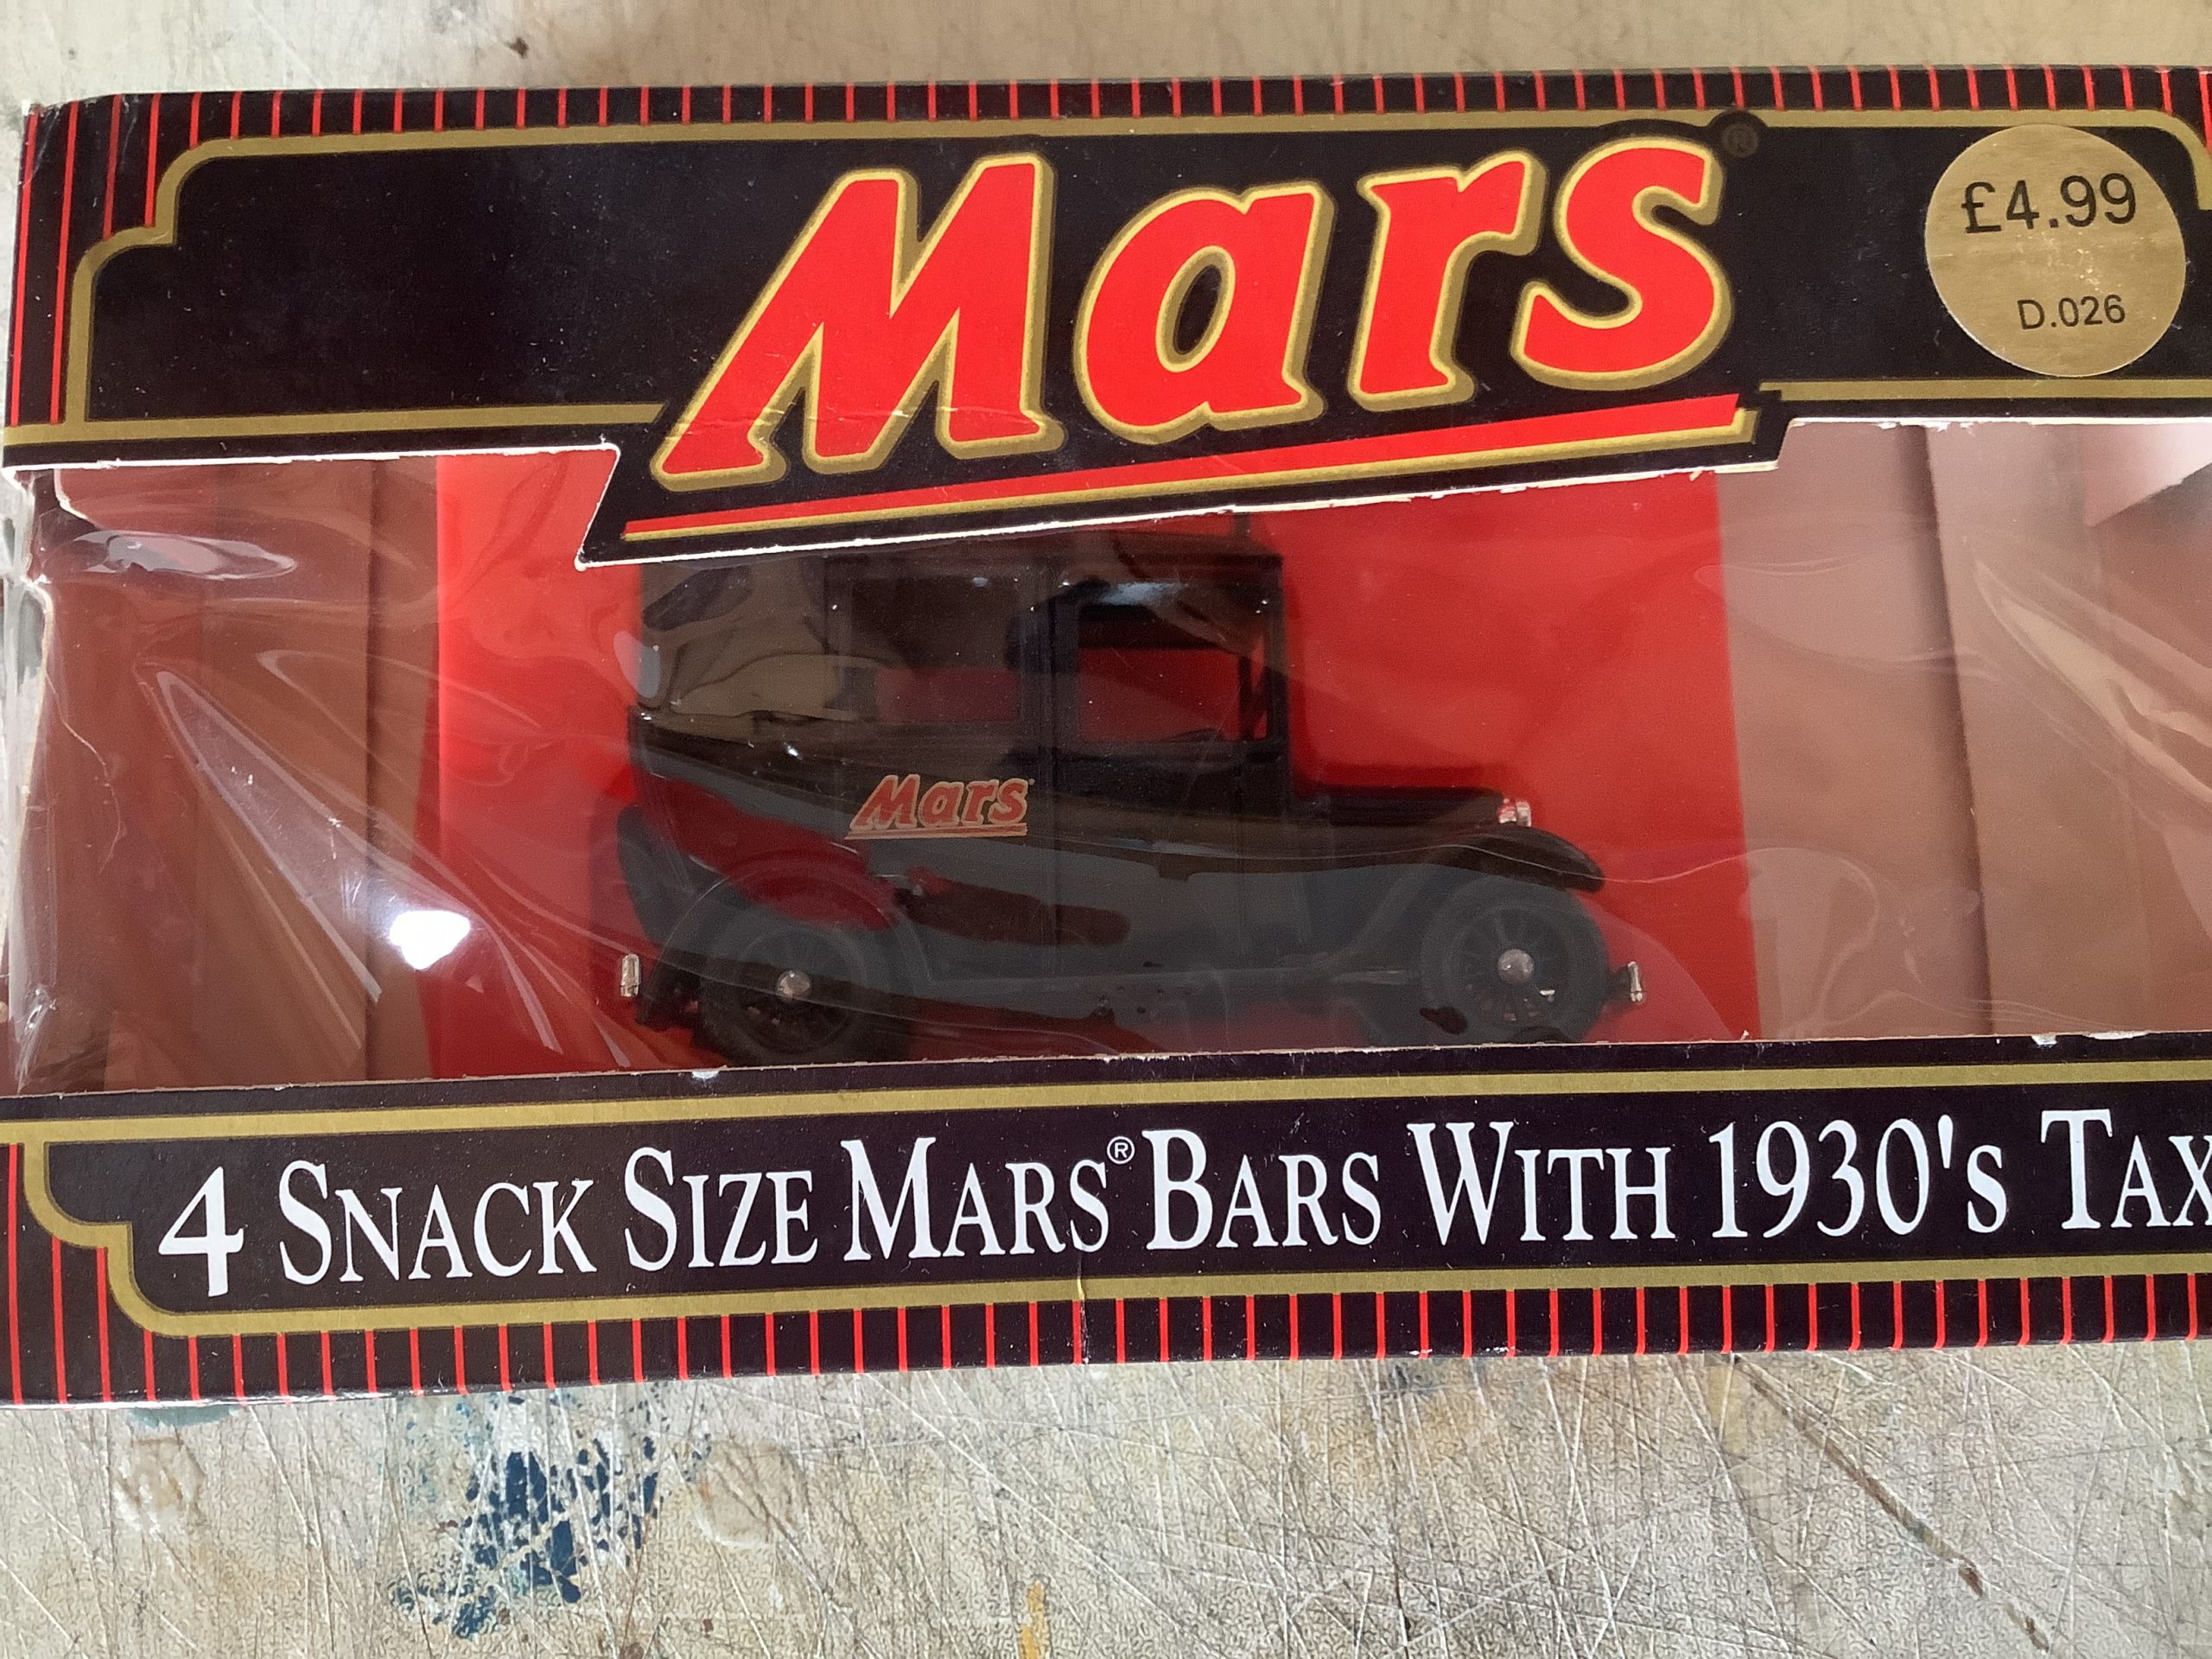 Mars®
£4.99
D.026
Mars
4 SNACK SIZE MARS® BARS WITH 1930's TAX